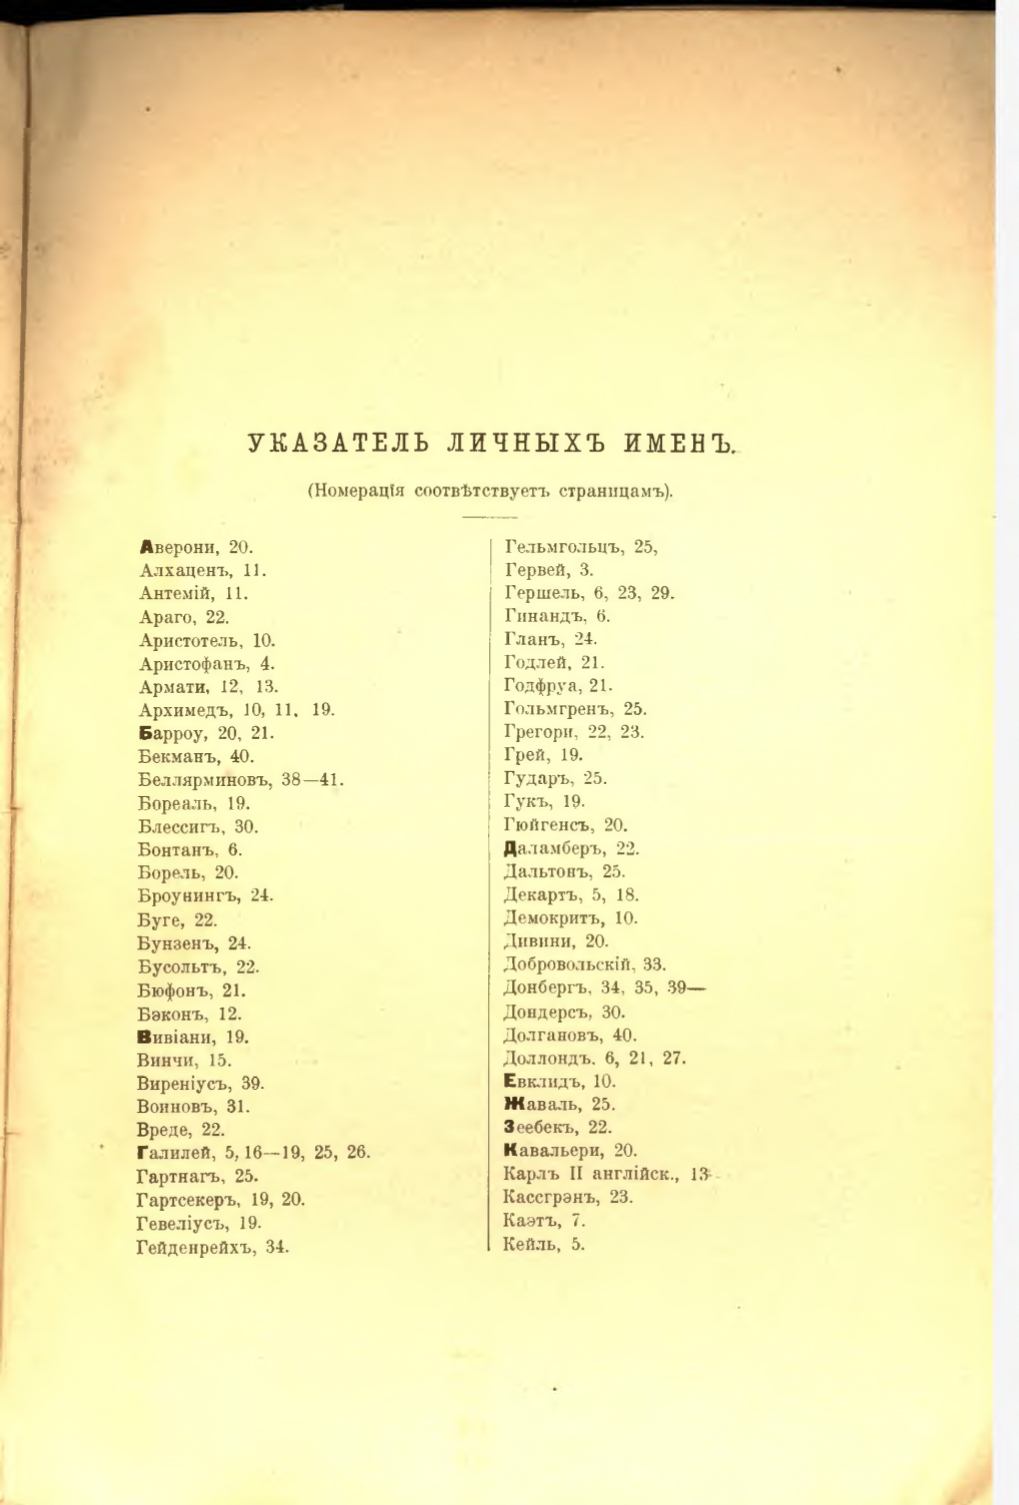 УКАЗАТЕЛЬ ЛИЧНЫХЪ ИМЕНЪ.
(Номерація соотвѣтствуетъ страницамъ).
Аверони, 20.
Алхаценъ, 11.
Антемій, 11.
Араго, 22.
Аристотель, 10.
Аристофанъ, 4.
Армати, 12, 13.
Архимедъ, 10, 11, 19.
Барроу, 20, 21.
Бекманъ, 40.
Беллярминовъ, 38—41.
Бореаль, 19.
Блессигъ, 30.
Бонтанъ, 6.
Борель, 20.
Броунингъ, 24.
Буге, 22.
Бунзенъ, 24.
Бусольтъ, 22.
Бюфонъ, 21.
Бэконъ, 12.
Вивіани, 19.
Винчи, 15.
Виреніусъ, 39.
Воиновъ, 31.
Вреде, 22.
Галилей, 5, 16—19, 25, 26.
Гартнагъ, 25.
Гартсекеръ, 19, 20.
Гевеліусъ, 19.
Гейденрейхъ, 34.
Гельмгольцъ, 25,
Гервей, 3.
Гершель, 6, 23, 29.
Гинандъ, 6.
Гланъ, 24.
Годлей, 21.
Годфруа, 21.
Гольмгренъ, 25.
Грегори, 22, 23.
Грей, 19.
Гударъ, 25.
Гукъ, 19.
Гюйгенсъ, 20.
Даламберъ, 22.
Дальтонъ, 25.
Декартъ, 5, 18.
Демокритъ, 10.
Дивини, 20.
Добровольскій, 33.
Донбергъ, 34, 35, 39—
Дондерсъ, 30.
Долгановъ, 40.
Доллондъ. 6, 21, 27.
Евклидъ, 10.
Жаваль, 25.
Зеебекъ, 22.
Кавальери, 20.
Карлъ II англійск., 13
Кассгрэнъ, 23.
Каэтъ, 7.
Кейль, 5.